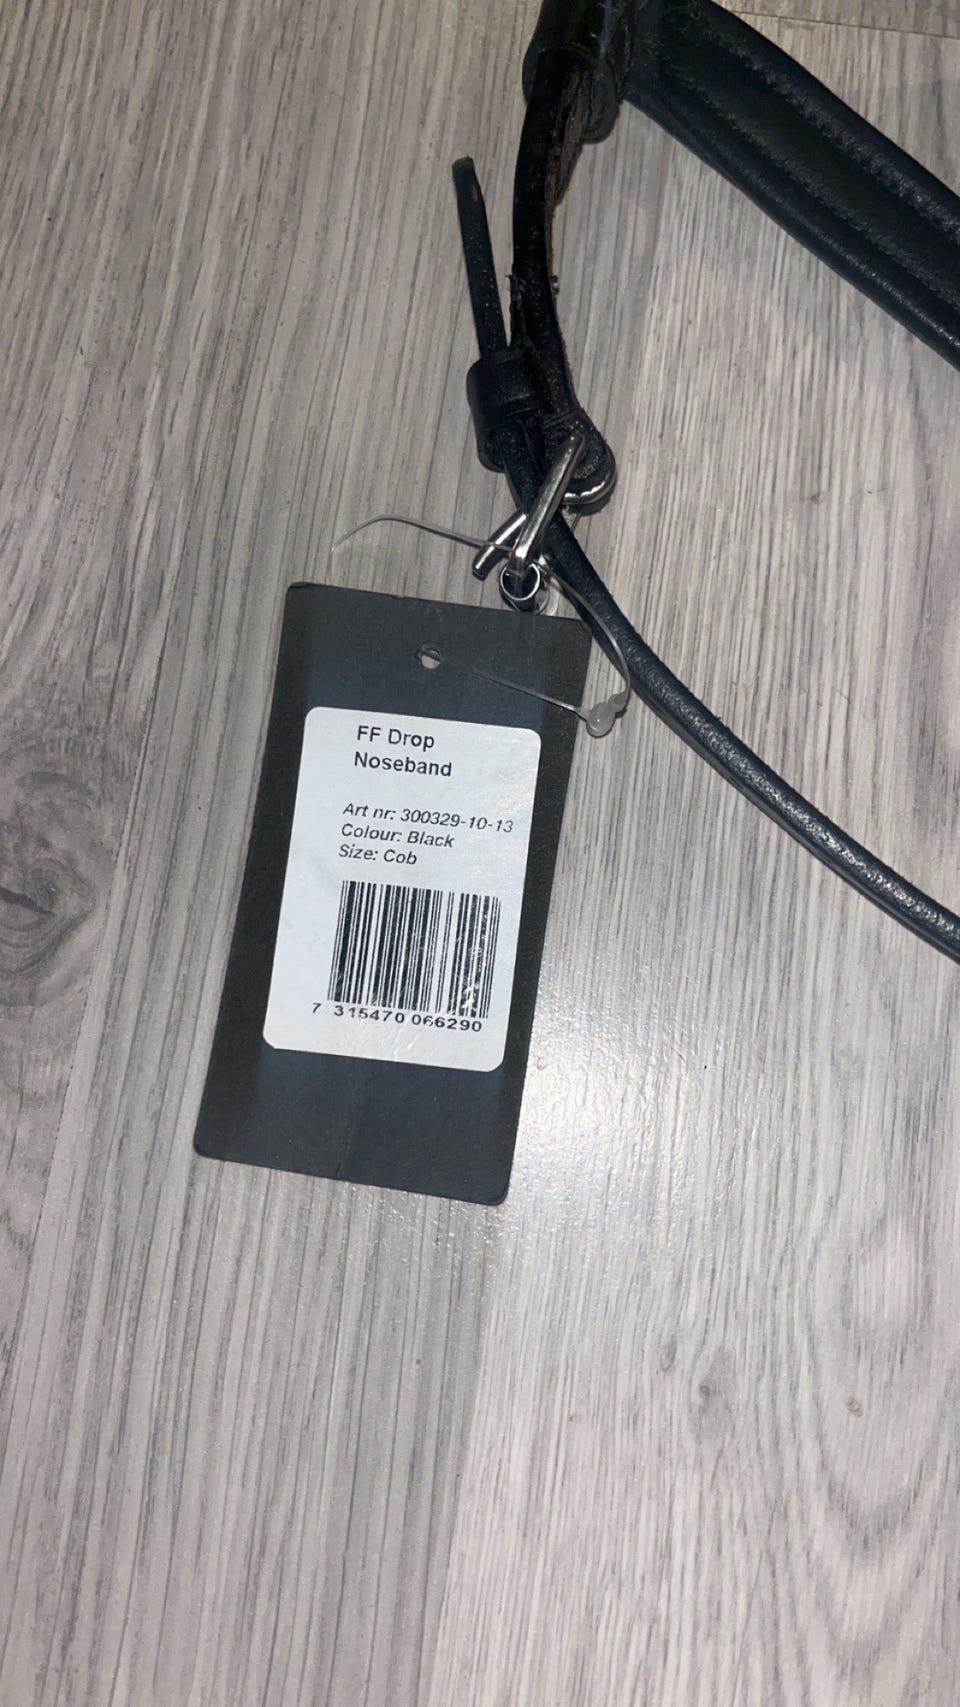 FF Drop
Noseband
Art nr: 300329-10-13
Colour: Black
Size: Cob
7 315470 066290